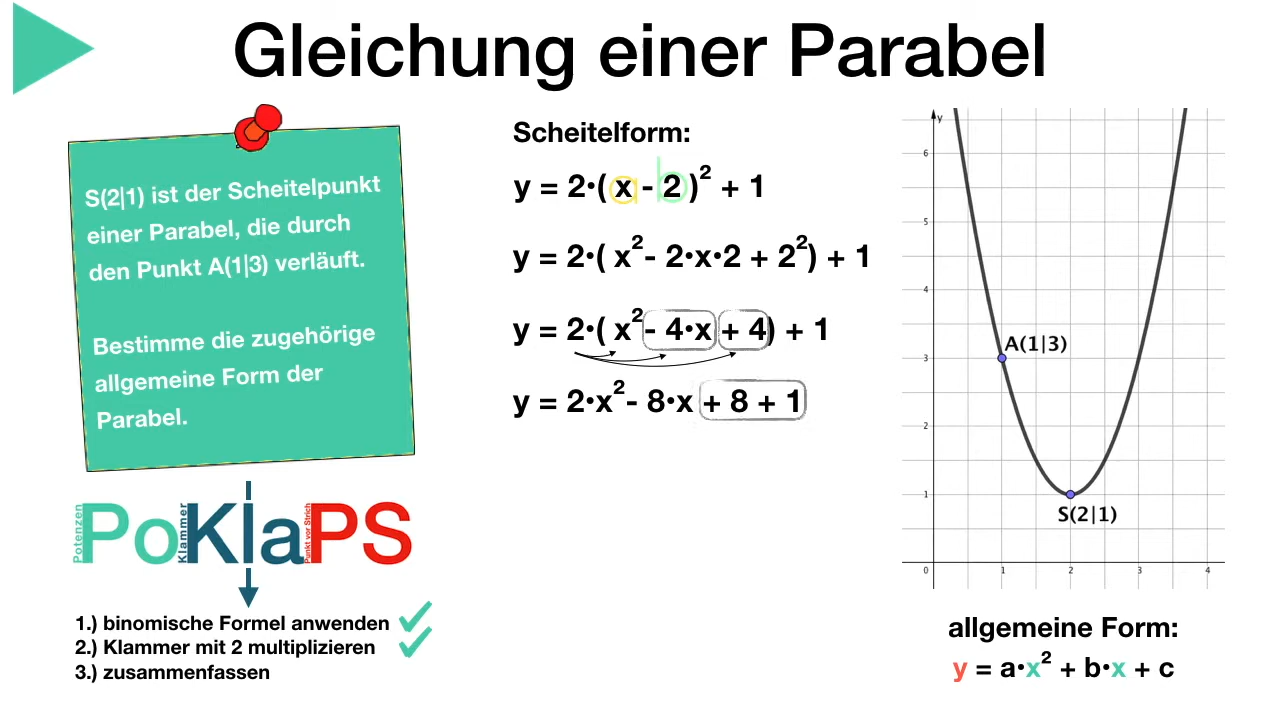 Gleichung einer Parabel
S(2|1) ist der Scheitelpunkt
einer Parabel, die durch
den Punkt A(1|3) verläuft.
Bestimme die zugehörige
allgemeine Form der
Parabel.
Potenzen
Klammer
Punkt vor Strich
PoKlaPS
1.) binomische Formel anwenden
2.) Klammer mit 2 multiplizieren
3.) zusammenfassen
Scheitelform:
a b
y = 2·( x - 2 )² + 1
y = 2·( x² - 2·x·2 + 2²) + 1
y = 2·( x² - 4·x + 4) + 1
y = 2·x² - 8·x + 8 + 1
y
6
5
4
3
2
1
0 1 2 3 4
A(1|3)
S(2|1)
allgemeine Form:
y = a·x² + b·x + c